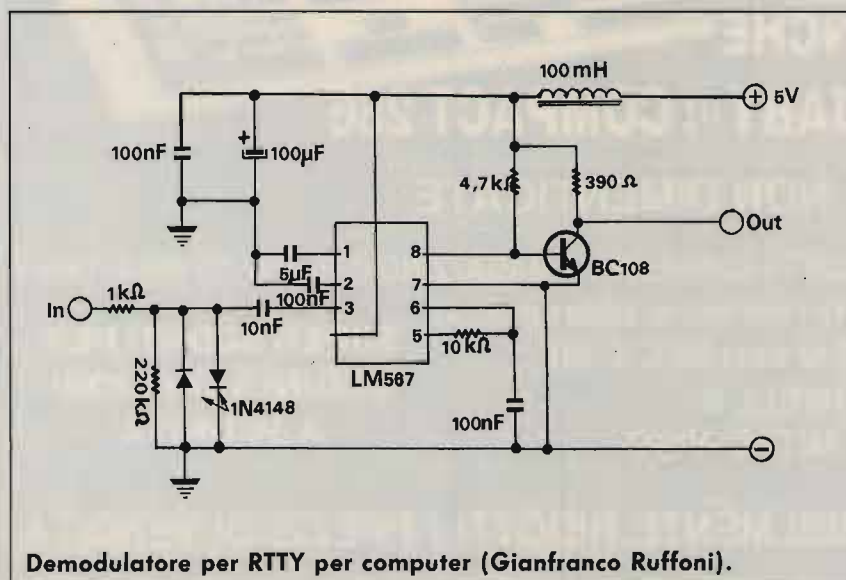 100mH
5V
100nF
100µF
4,7kΩ
390Ω
Out
1
8
5µF
BC108
2
7
100nF
1kΩ
In
3
6
10nF
5
10kΩ
LM567
220kΩ
1N4148
100nF
Demodulatore per RTTY per computer (Gianfranco Ruffoni).